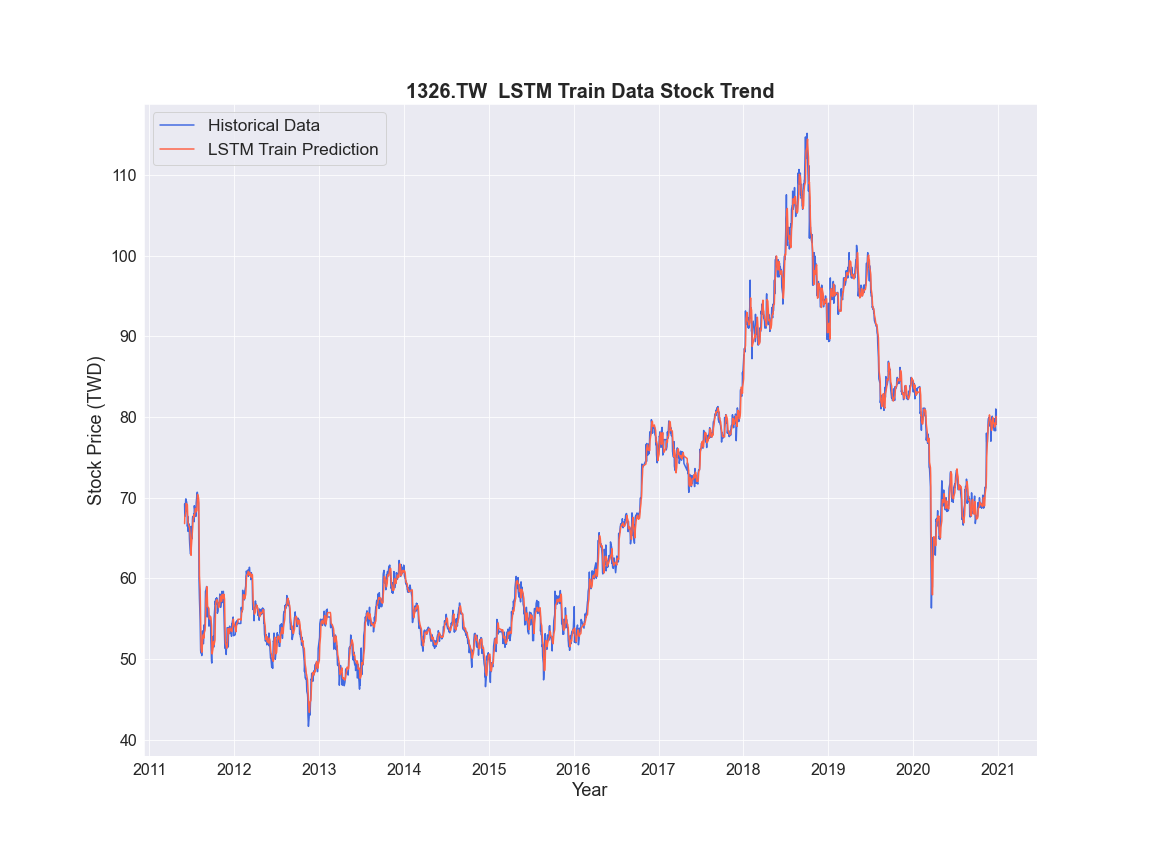 1326.TW  LSTM Train Data Stock Trend
Historical Data
LSTM Train Prediction
Stock Price (TWD)
110
100
90
80
70
60
50
40
2011 2012 2013 2014 2015 2016 2017 2018 2019 2020 2021
Year